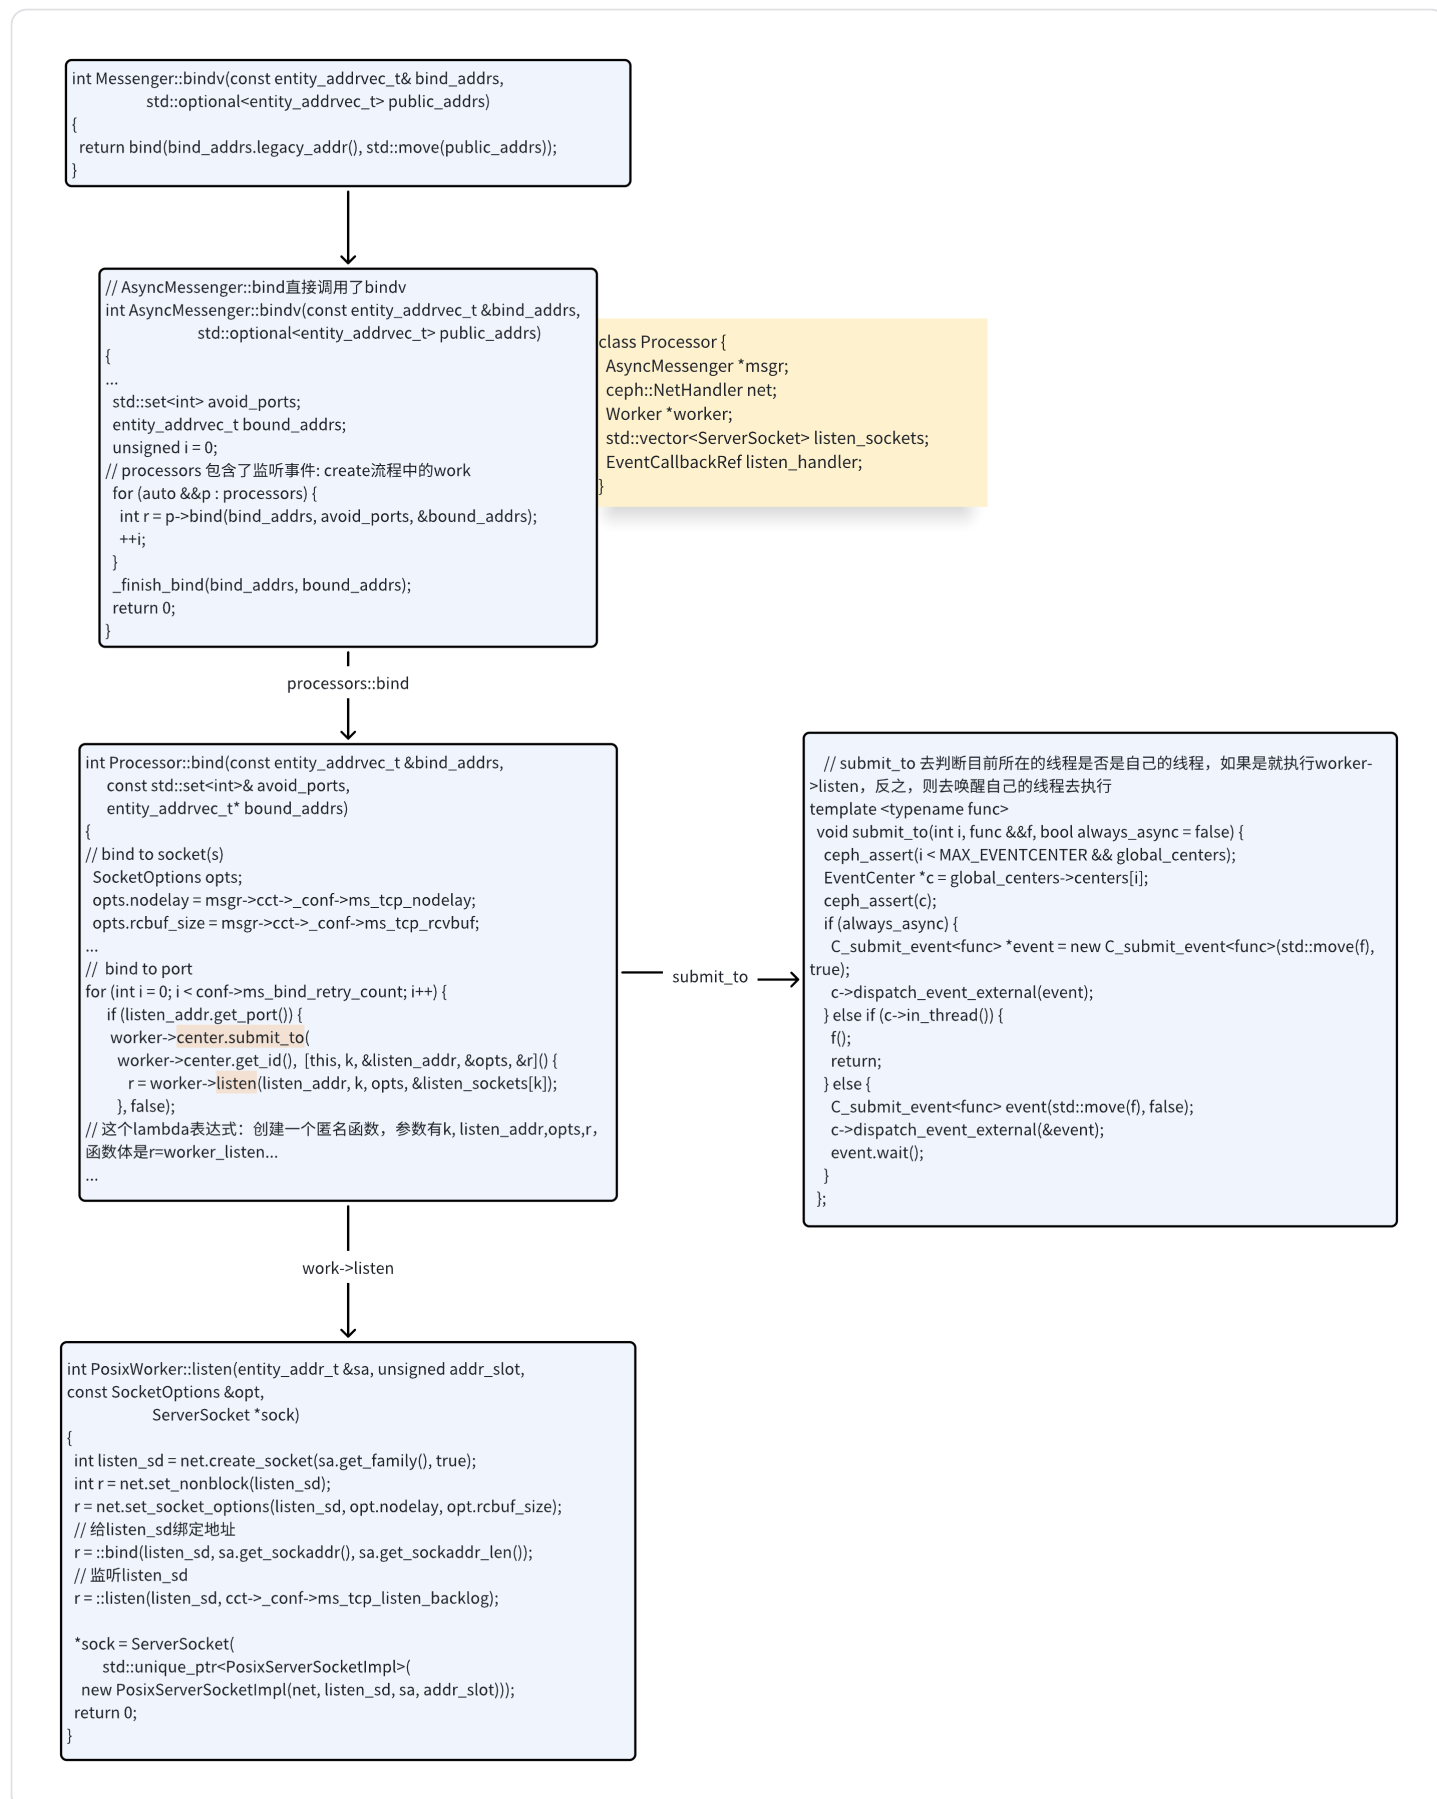 int Messenger::bindv(const entity_addrvec_t& bind_addrs,
std::optional<entity_addrvec_t> public_addrs)
{
return bind(bind_addrs.legacy_addr(), std::move(public_addrs));
}
// AsyncMessenger::bind直接调用了bindv
int AsyncMessenger::bindv(const entity_addrvec_t &bind_addrs,
std::optional<entity_addrvec_t> public_addrs)
{
...
std::set<int> avoid_ports;
entity_addrvec_t bound_addrs;
unsigned i = 0;
// processors 包含了监听事件: create流程中的work
for (auto &&p : processors) {
int r = p->bind(bind_addrs, avoid_ports, &bound_addrs);
++i;
}
_finish_bind(bind_addrs, bound_addrs);
return 0;
}
class Processor {
AsyncMessenger *msgr;
ceph::NetHandler net;
Worker *worker;
std::vector<ServerSocket> listen_sockets;
EventCallbackRef listen_handler;
}
processors::bind
int Processor::bind(const entity_addrvec_t &bind_addrs,
const std::set<int>& avoid_ports,
entity_addrvec_t* bound_addrs)
{
// bind to socket(s)
SocketOptions opts;
opts.nodelay = msgr->cct->_conf->ms_tcp_nodelay;
opts.rcbuf_size = msgr->cct->_conf->ms_tcp_rcvbuf;
...
//  bind to port
for (int i = 0; i < conf->ms_bind_retry_count; i++) {
if (listen_addr.get_port()) {
worker->center.submit_to(
worker->center.get_id(),  [this, k, &listen_addr, &opts, &r]() {
r = worker->listen(listen_addr, k, opts, &listen_sockets[k]);
}, false);
// 这个lambda表达式：创建一个匿名函数，参数有k, listen_addr,opts,r，
函数体是r=worker_listen...
...
submit_to
// submit_to 去判断目前所在的线程是否是自己的线程，如果是就执行worker-
>listen，反之，则去唤醒自己的线程去执行
template <typename func>
void submit_to(int i, func &&f, bool always_async = false) {
ceph_assert(i < MAX_EVENTCENTER && global_centers);
EventCenter *c = global_centers->centers[i];
ceph_assert(c);
if (always_async) {
C_submit_event<func> *event = new C_submit_event<func>(std::move(f),
true);
c->dispatch_event_external(event);
} else if (c->in_thread()) {
f();
return;
} else {
C_submit_event<func> event(std::move(f), false);
c->dispatch_event_external(&event);
event.wait();
}
};
work->listen
int PosixWorker::listen(entity_addr_t &sa, unsigned addr_slot,
const SocketOptions &opt,
ServerSocket *sock)
{
int listen_sd = net.create_socket(sa.get_family(), true);
int r = net.set_nonblock(listen_sd);
r = net.set_socket_options(listen_sd, opt.nodelay, opt.rcbuf_size);
// 给listen_sd绑定地址
r = ::bind(listen_sd, sa.get_sockaddr(), sa.get_sockaddr_len());
// 监听listen_sd
r = ::listen(listen_sd, cct->_conf->ms_tcp_listen_backlog);
*sock = ServerSocket(
std::unique_ptr<PosixServerSocketImpl>(
new PosixServerSocketImpl(net, listen_sd, sa, addr_slot)));
return 0;
}